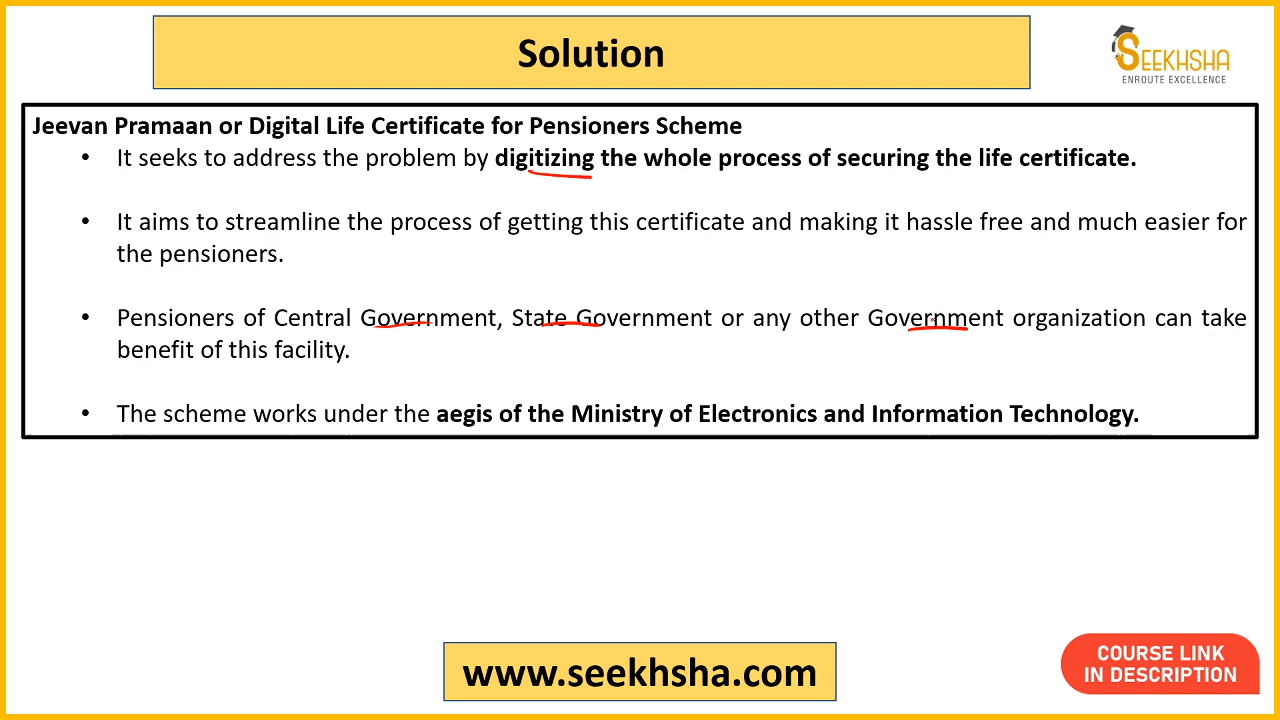 Solution
SEEKHSHA
ENROUTE EXCELLENCE
Jeevan Pramaan or Digital Life Certificate for Pensioners Scheme
• It seeks to address the problem by digitizing the whole process of securing the life certificate.
• It aims to streamline the process of getting this certificate and making it hassle free and much easier for
the pensioners.
• Pensioners of Central Government, State Government or any other Government organization can take
benefit of this facility.
• The scheme works under the aegis of the Ministry of Electronics and Information Technology.
www.seekhsha.com
COURSE LINK
IN DESCRIPTION